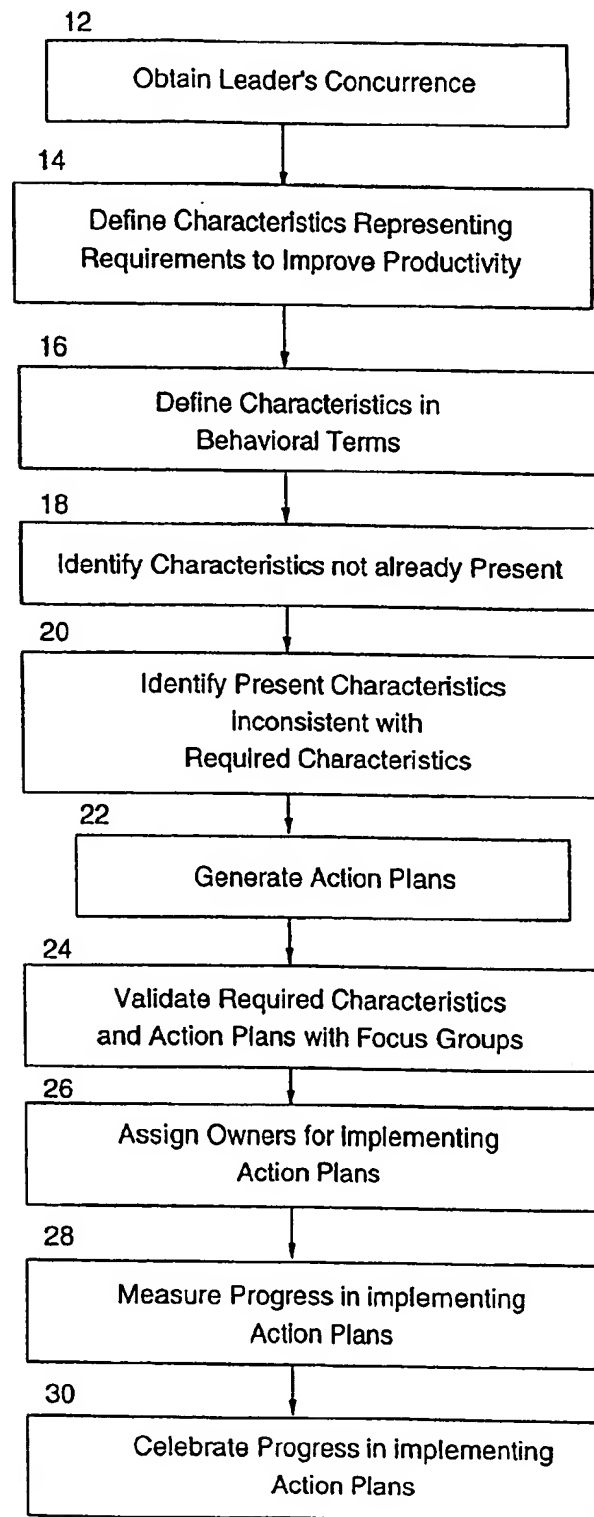 12
Obtain Leader's Concurrence
14
Define Characteristics Representing
Requirements to Improve Productivity
16
Define Characteristics in
Behavioral Terms
18
Identify Characteristics not already Present
20
Identify Present Characteristics
inconsistent with
Required Characteristics
22
Generate Action Plans
24
Validate Required Characteristics
and Action Plans with Focus Groups
26
Assign Owners for implementing
Action Plans
28
Measure Progress in implementing
Action Plans
30
Celebrate Progress in implementing
Action Plans